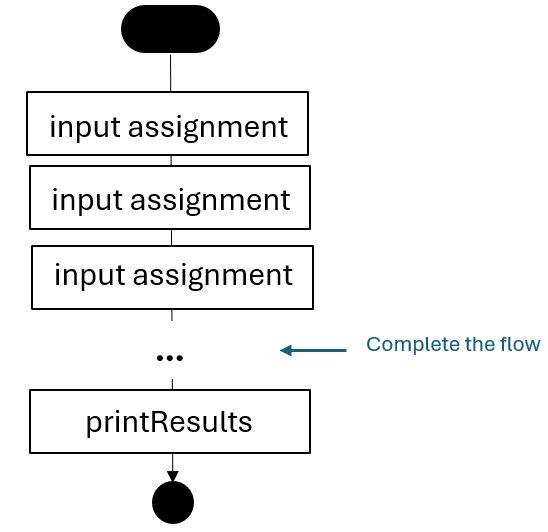 input assignment
input assignment
input assignment
...
Complete the flow
printResults